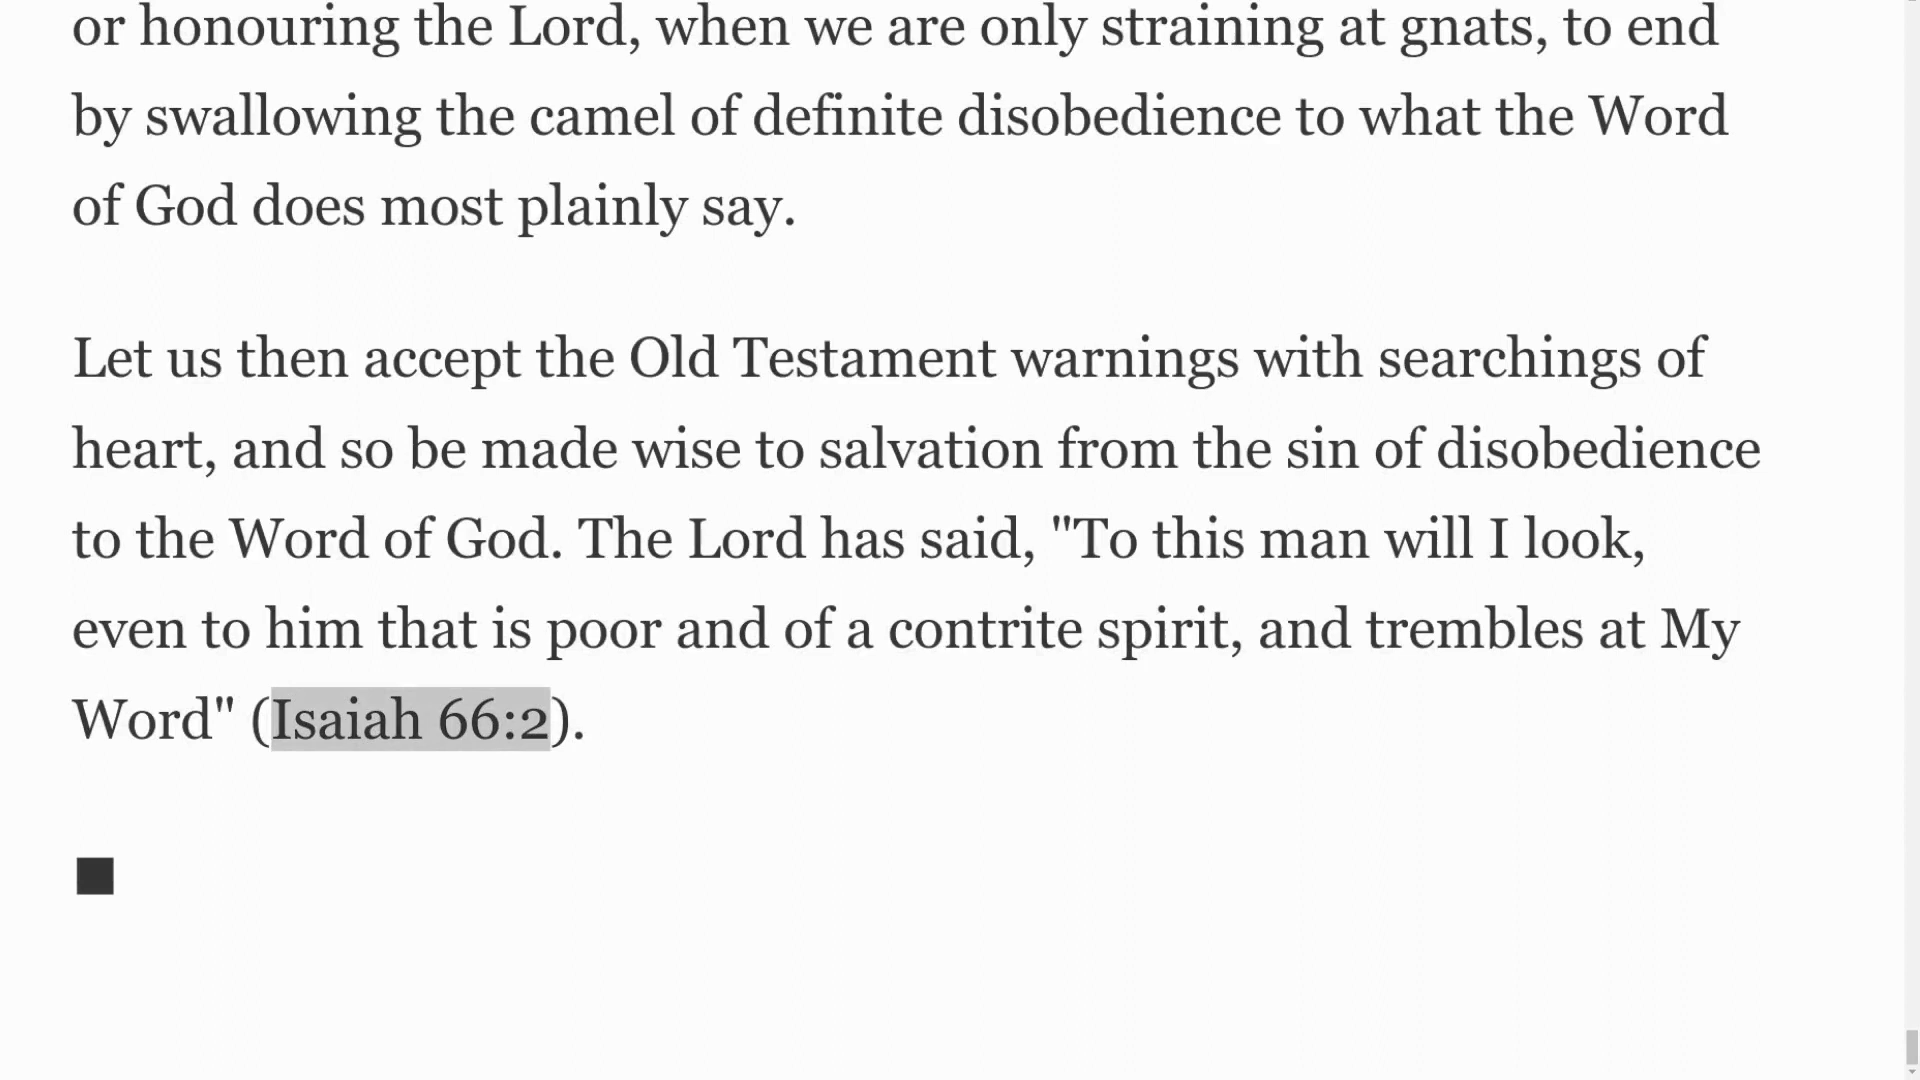 or honouring the Lord, when we are only straining at gnats, to end
by swallowing the camel of definite disobedience to what the Word
of God does most plainly say.
Let us then accept the Old Testament warnings with searchings of
heart, and so be made wise to salvation from the sin of disobedience
to the Word of God. The Lord has said, "To this man will I look,
even to him that is poor and of a contrite spirit, and trembles at My
Word" (Isaiah 66:2).